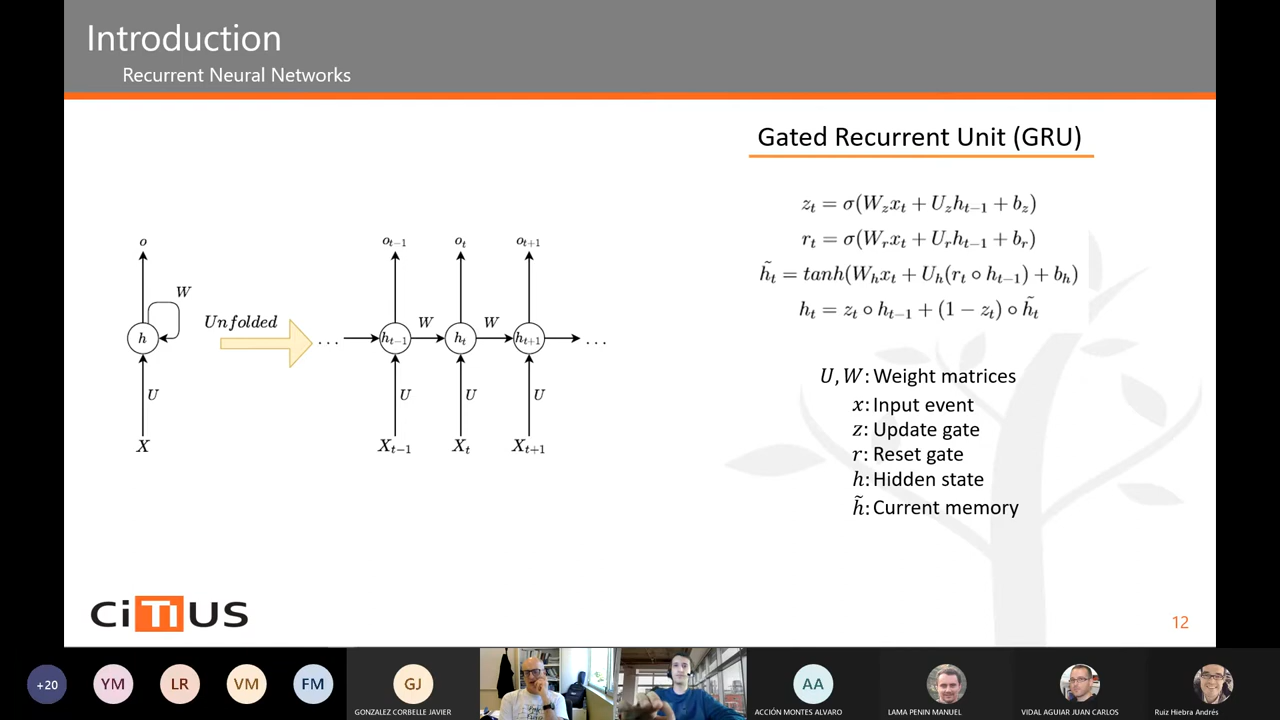 Introduction
Recurrent Neural Networks
Gated Recurrent Unit (GRU)
z_t = σ(W_z x_t + U_z h_{t−1} + b_z)
r_t = σ(W_r x_t + U_r h_{t−1} + b_r)
h̃_t = tanh(W_h x_t + U_h(r_t ∘ h_{t−1}) + b_h)
h_t = z_t ∘ h_{t−1} + (1 − z_t) ∘ h̃_t
o
W
h
U
X
Unfolded
o_{t−1} o_t o_{t+1}
W W
... h_{t−1} h_t h_{t+1} ...
U U U
X_{t−1} X_t X_{t+1}
U, W: Weight matrices
x: Input event
z: Update gate
r: Reset gate
h: Hidden state
h̃: Current memory
CiTIUS
12
+20 YM LR VM FM GJ AA
GONZALEZ CORBELLE JAVIER
ACCIÓN MONTES ALVARO
LAMA PENIN MANUEL
VIDAL AGUIAR JUAN CARLOS
Ruiz Hiebra Andrés